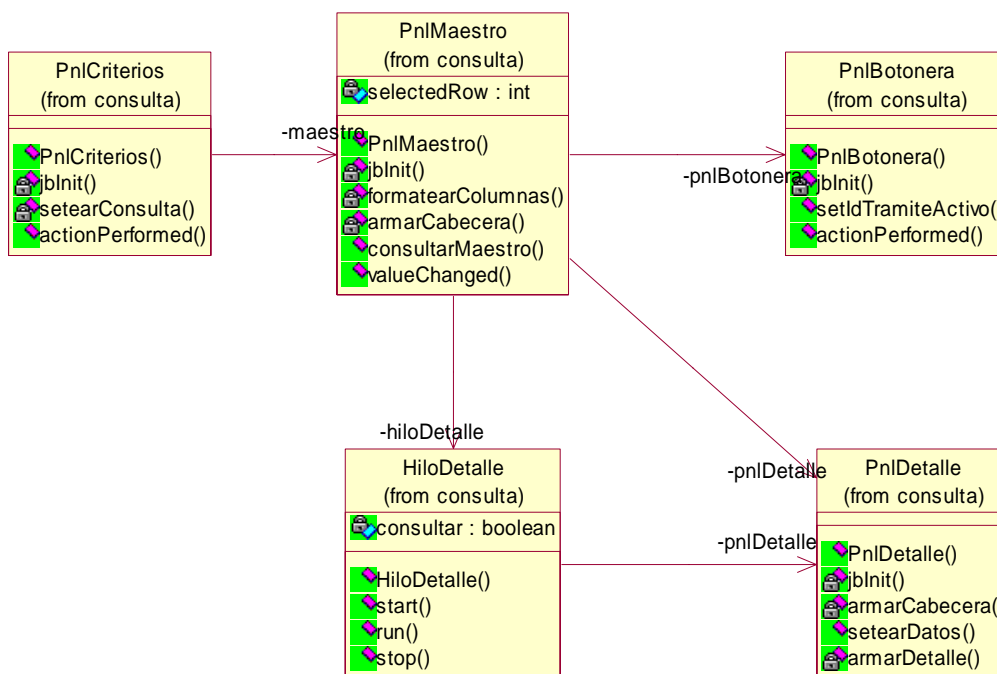 PnlCriterios
(from consulta)
PnlCriterios()
jbInit()
setearConsulta()
actionPerformed()
-maestro
PnlMaestro
(from consulta)
selectedRow : int
PnlMaestro()
jbInit()
formatearColumnas()
armarCabecera()
consultarMaestro()
valueChanged()
-pnlBotonera
PnlBotonera
(from consulta)
PnlBotonera()
jbInit()
setIdTramiteActivo(
actionPerformed()
-hiloDetalle
HiloDetalle
(from consulta)
consultar : boolean
HiloDetalle()
start()
run()
stop()
-pnlDetalle
-pnlDetalle
PnlDetalle
(from consulta)
PnlDetalle()
jbInit()
armarCabecera(
setearDatos()
armarDetalle()